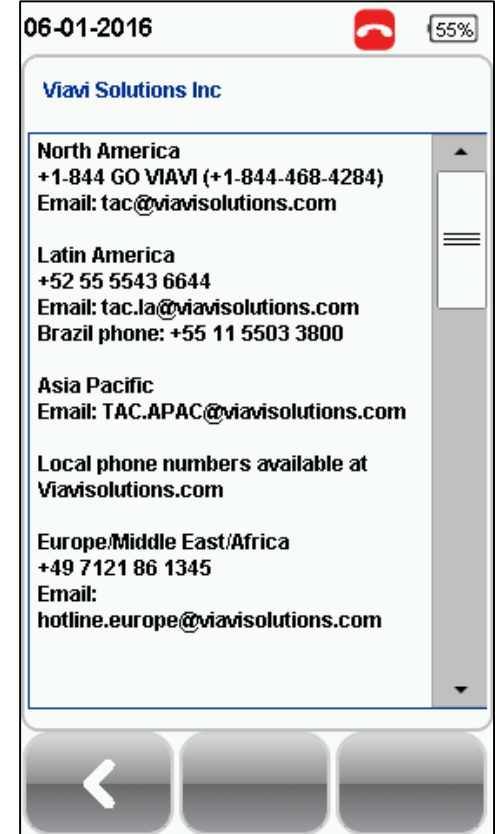 06-01-2016
55%
Viavi Solutions Inc
North America
+1-844 GO VIAVI (+1-844-468-4284)
Email: tac@viavisolutions.com
Latin America
+52 55 5543 6644
Email: tac.la@viavisolutions.com
Brazil phone: +55 11 5503 3800
Asia Pacific
Email: TAC.APAC@viavisolutions.com
Local phone numbers available at
Viavisolutions.com
Europe/Middle East/Africa
+49 7121 86 1345
Email:
hotline.europe@viavisolutions.com